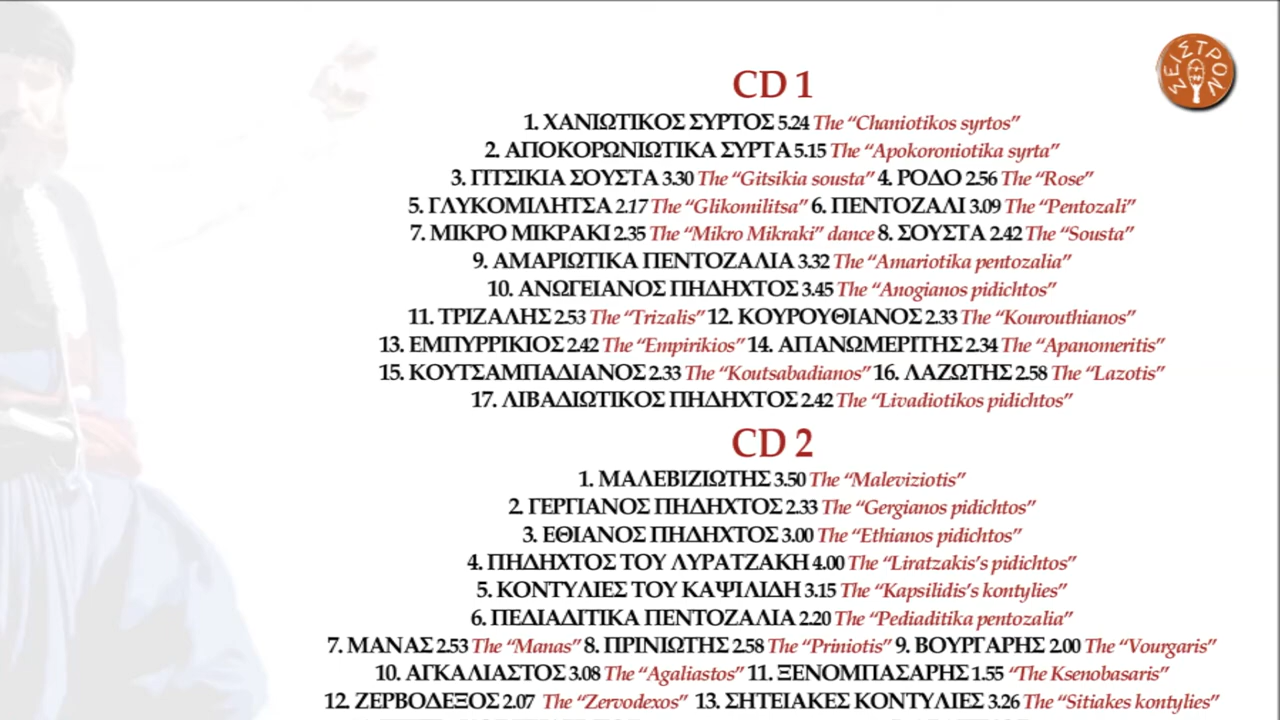 ΣΕΙΣΤΡΟΝ
CD 1
1. ΧΑΝΙΩΤΙΚΟΣ ΣΥΡΤΟΣ 5.24 The “Chaniotikos syrtos”
2. ΑΠΟΚΟΡΩΝΙΩΤΙΚΑ ΣΥΡΤΑ 5.15 The “Apokoroniotika syrta”
3. ΓΙΤΣΙΚΙΑ ΣΟΥΣΤΑ 3.30 The “Gitsikia sousta” 4. ΡΟΔΟ 2.56 The “Rose”
5. ΓΛΥΚΟΜΙΛΗΤΣΑ 2.17 The “Glikomilitsa” 6. ΠΕΝΤΟΖΑΛΙ 3.09 The “Pentozali”
7. ΜΙΚΡΟ ΜΙΚΡΑΚΙ 2.35 The “Mikro Mikraki” dance 8. ΣΟΥΣΤΑ 2.42 The “Sousta”
9. ΑΜΑΡΙΩΤΙΚΑ ΠΕΝΤΟΖΑΛΙΑ 3.32 The “Amariotika pentozalia”
10. ΑΝΩΓΕΙΑΝΟΣ ΠΗΔΗΧΤΟΣ 3.45 The “Anogianos pidichtos”
11. ΤΡΙΖΑΛΗΣ 2.53 The “Trizalis” 12. ΚΟΥΡΟΥΘΙΑΝΟΣ 2.33 The “Kourouthianos”
13. ΕΜΠΥΡΡΙΚΙΟΣ 2.42 The “Empirikios” 14. ΑΠΑΝΩΜΕΡΙΤΗΣ 2.34 The “Apanomeritis”
15. ΚΟΥΤΣΑΜΠΑΔΙΑΝΟΣ 2.33 The “Koutsabadianos” 16. ΛΑΖΩΤΗΣ 2.58 The “Lazotis”
17. ΛΙΒΑΔΙΩΤΙΚΟΣ ΠΗΔΗΧΤΟΣ 2.42 The “Livadiotikos pidichtos”
CD 2
1. ΜΑΛΕΒΙΖΙΩΤΗΣ 3.50 The “Maleviziotis”
2. ΓΕΡΓΙΑΝΟΣ ΠΗΔΗΧΤΟΣ 2.33 The “Gergianos pidichtos”
3. ΕΘΙΑΝΟΣ ΠΗΔΗΧΤΟΣ 3.00 The “Ethianos pidichtos”
4. ΠΗΔΗΧΤΟΣ ΤΟΥ ΛΥΡΑΤΖΑΚΗ 4.00 The “Liratzakis’s pidichtos”
5. ΚΟΝΤΥΛΙΕΣ ΤΟΥ ΚΑΨΙΛΙΔΗ 3.15 The “Kapsilidis’s kontylies”
6. ΠΕΔΙΑΔΙΤΙΚΑ ΠΕΝΤΟΖΑΛΙΑ 2.20 The “Pediaditika pentozalia”
7. ΜΑΝΑΣ 2.53 The “Manas” 8. ΠΡΙΝΙΩΤΗΣ 2.58 The “Priniotis” 9. ΒΟΥΡΓΑΡΗΣ 2.00 The “Vourgaris”
10. ΑΓΚΑΛΙΑΣΤΟΣ 3.08 The “Agaliastos” 11. ΞΕΝΟΜΠΑΣΑΡΗΣ 1.55 “The Ksenobasaris”
12. ΖΕΡΒΟΔΕΞΟΣ 2.07 The “Zervodexos” 13. ΣΗΤΕΙΑΚΕΣ ΚΟΝΤΥΛΙΕΣ 3.26 The “Sitiakes kontylies”